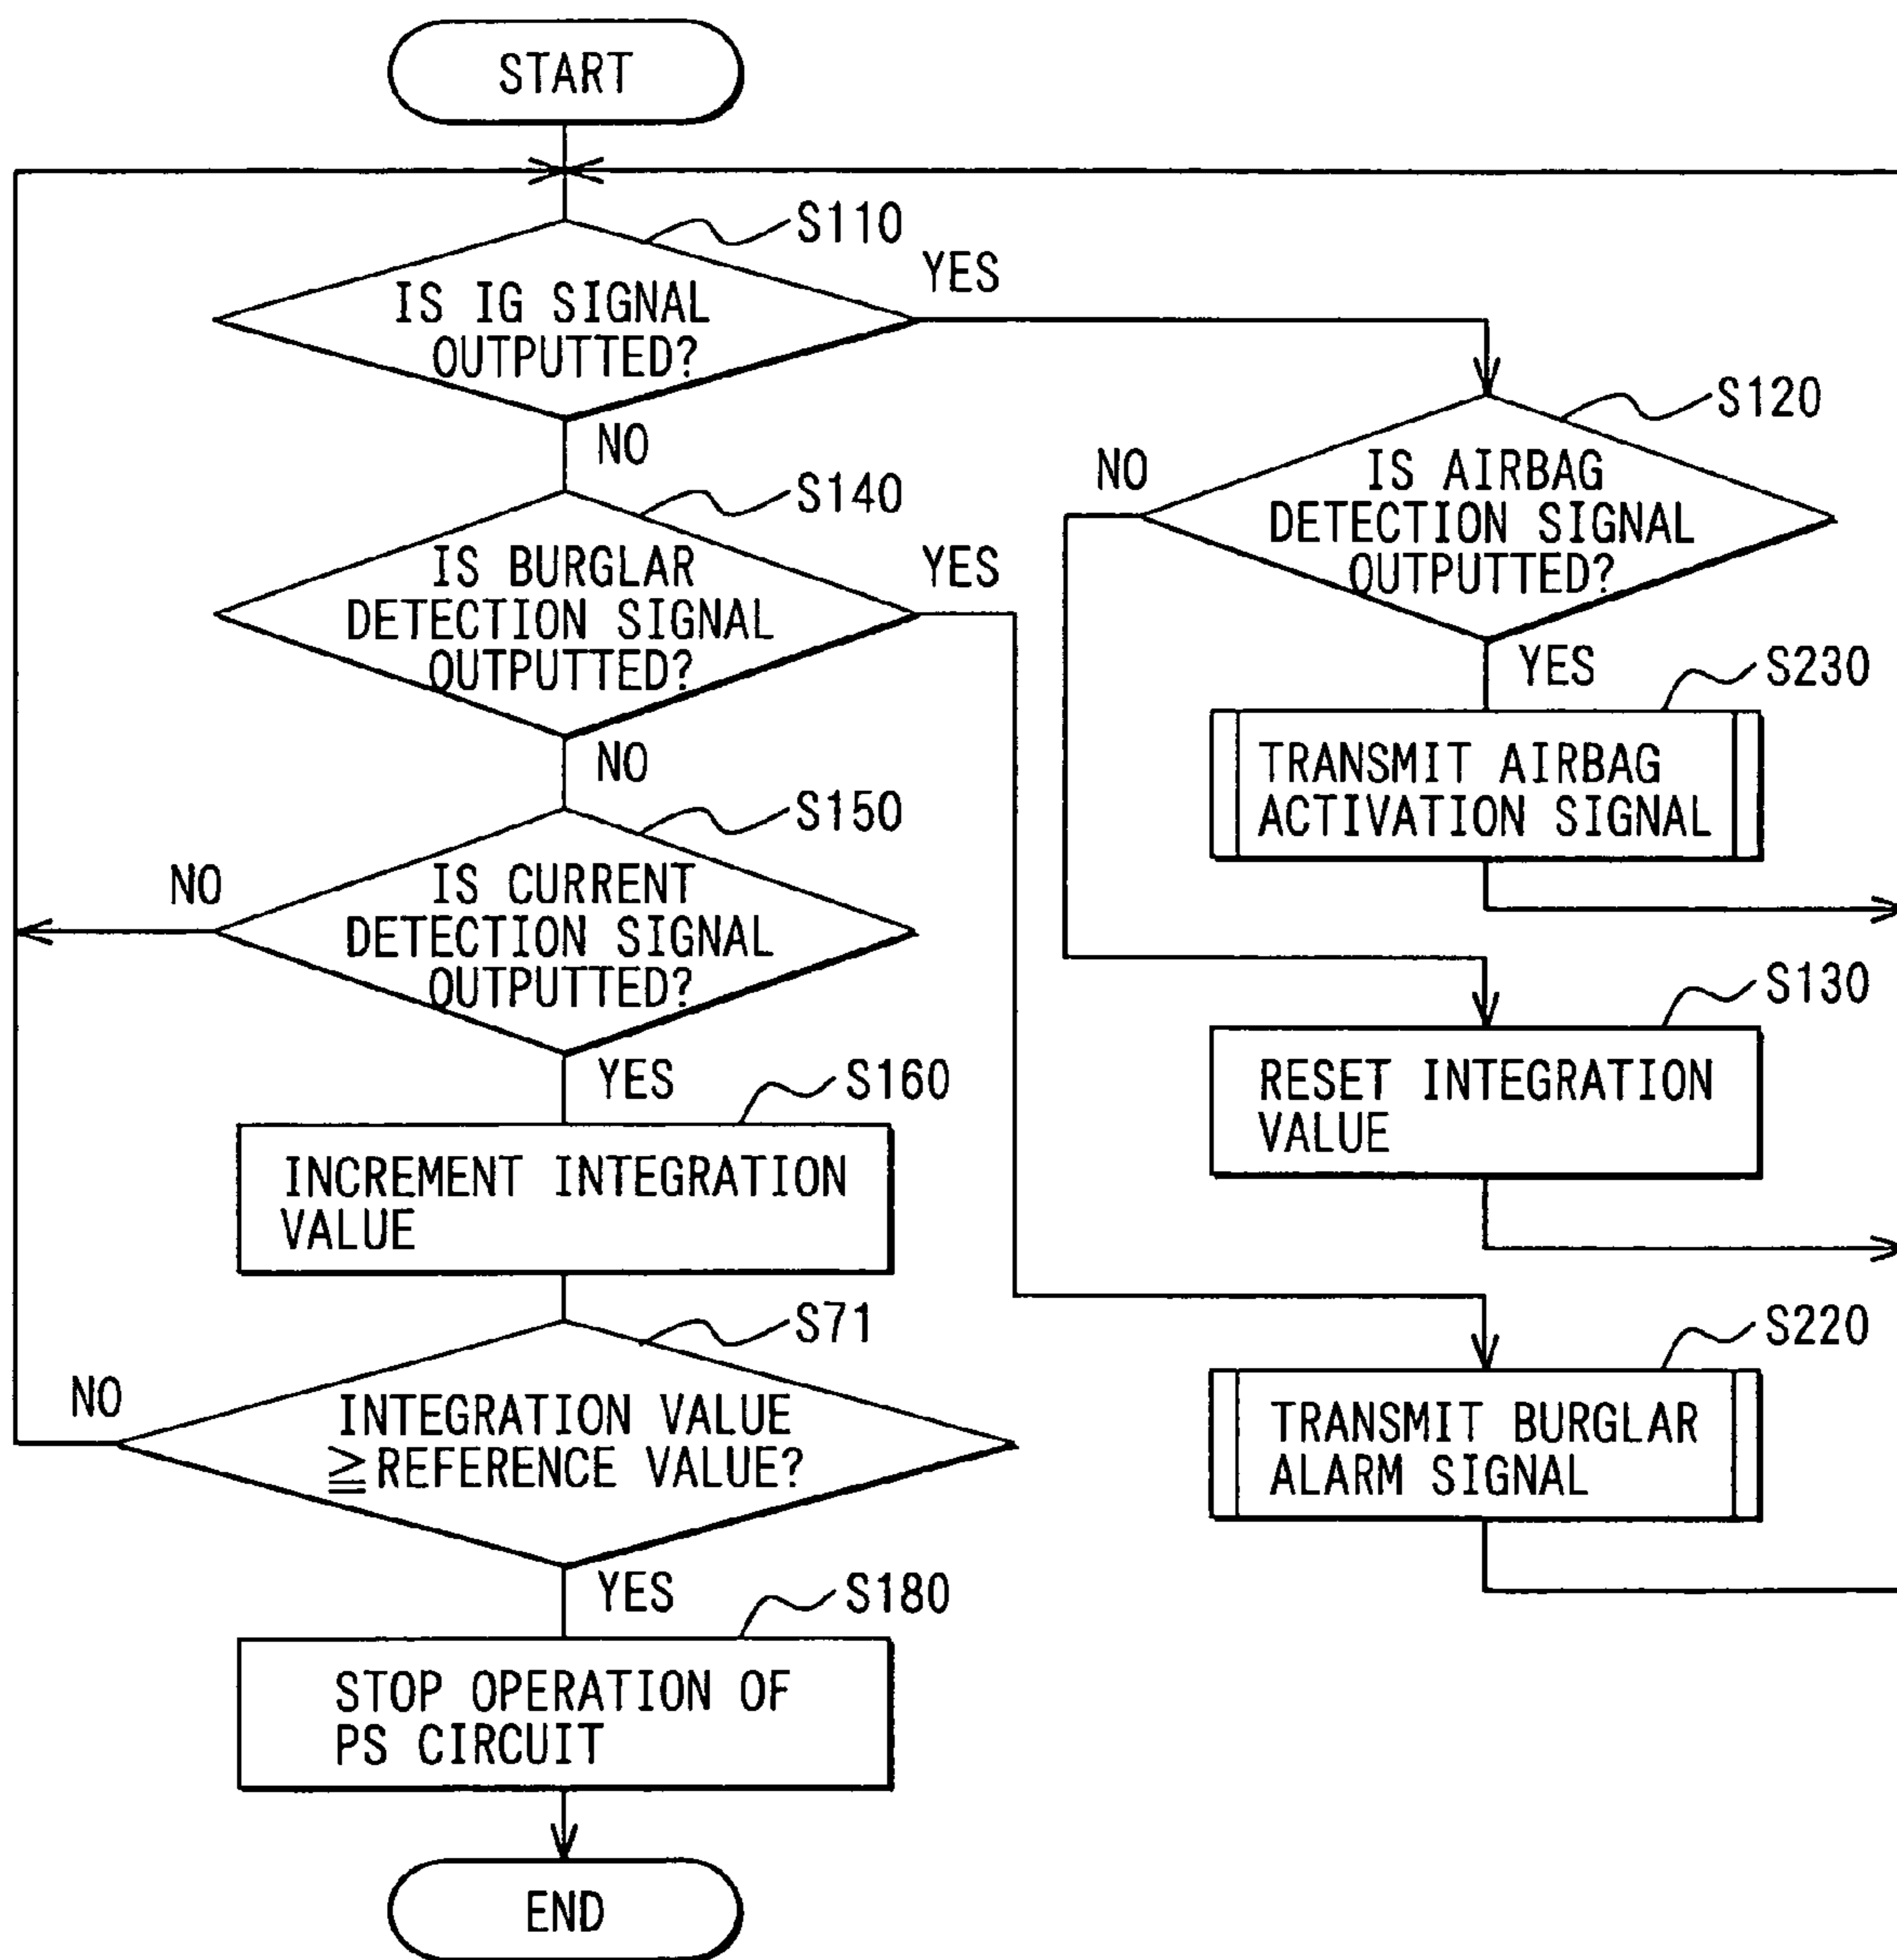 START
S110
IS IG SIGNAL
OUTPUTTED?
YES
NO
S120
IS AIRBAG
DETECTION SIGNAL
OUTPUTTED?
NO
YES
S140
IS BURGLAR
DETECTION SIGNAL
OUTPUTTED?
YES
NO
S230
TRANSMIT AIRBAG
ACTIVATION SIGNAL
S150
IS CURRENT
DETECTION SIGNAL
OUTPUTTED?
NO
YES
S130
RESET INTEGRATION
VALUE
S160
INCREMENT INTEGRATION
VALUE
S71
INTEGRATION VALUE
≧REFERENCE VALUE?
NO
YES
S220
TRANSMIT BURGLAR
ALARM SIGNAL
S180
STOP OPERATION OF
PS CIRCUIT
END